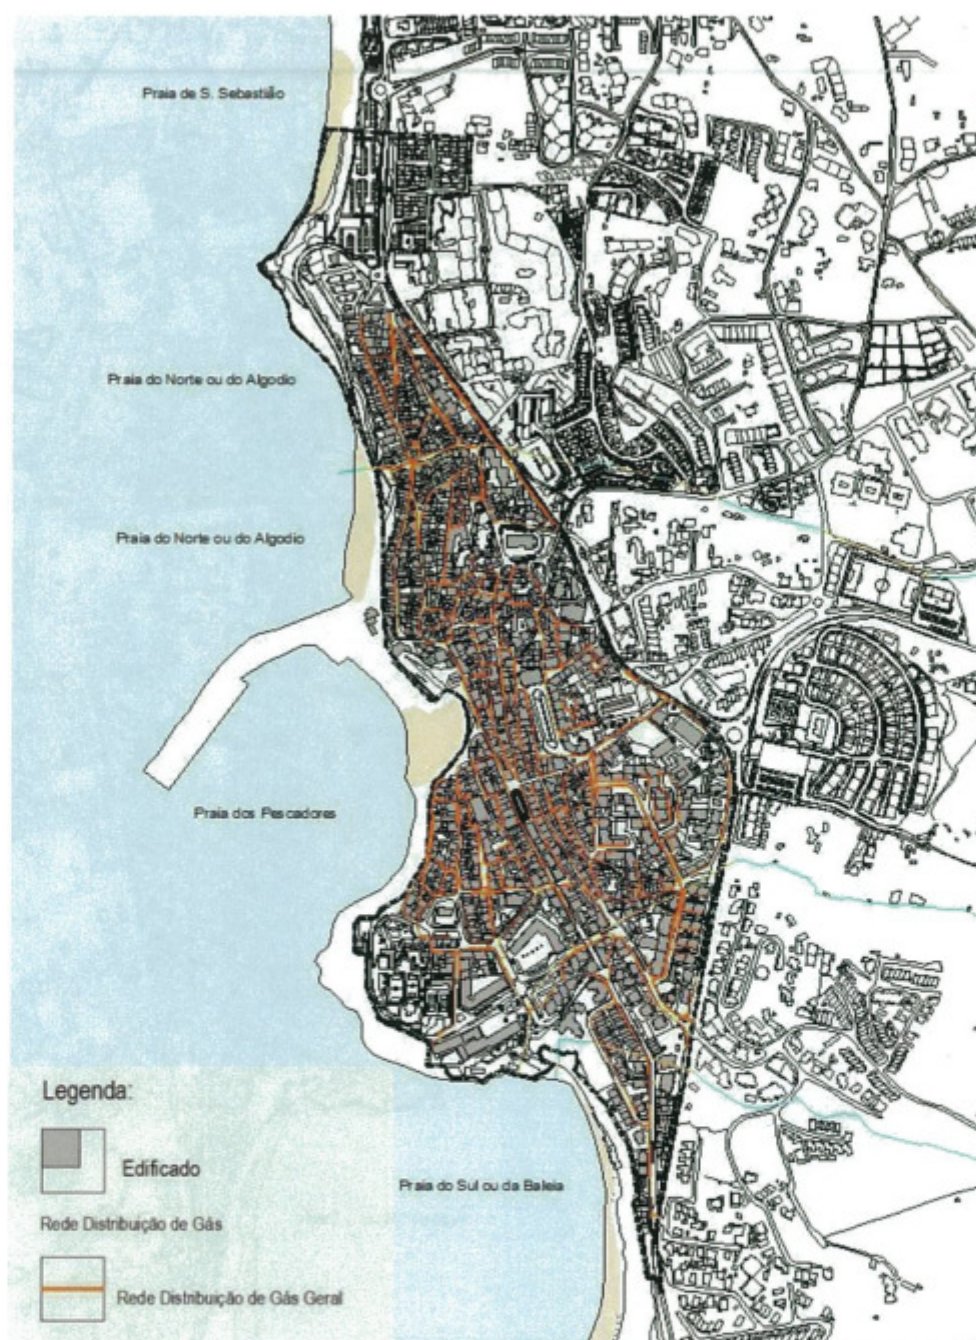 Praia de S. Sebastião
Praia do Norte ou do Algodio
Praia do Norte ou do Algodio
Praia dos Pescadores
Praia do Sul ou da Baleia
Legenda:
Edificado
Rede Distribuição de Gás
Rede Distribuição de Gás Geral